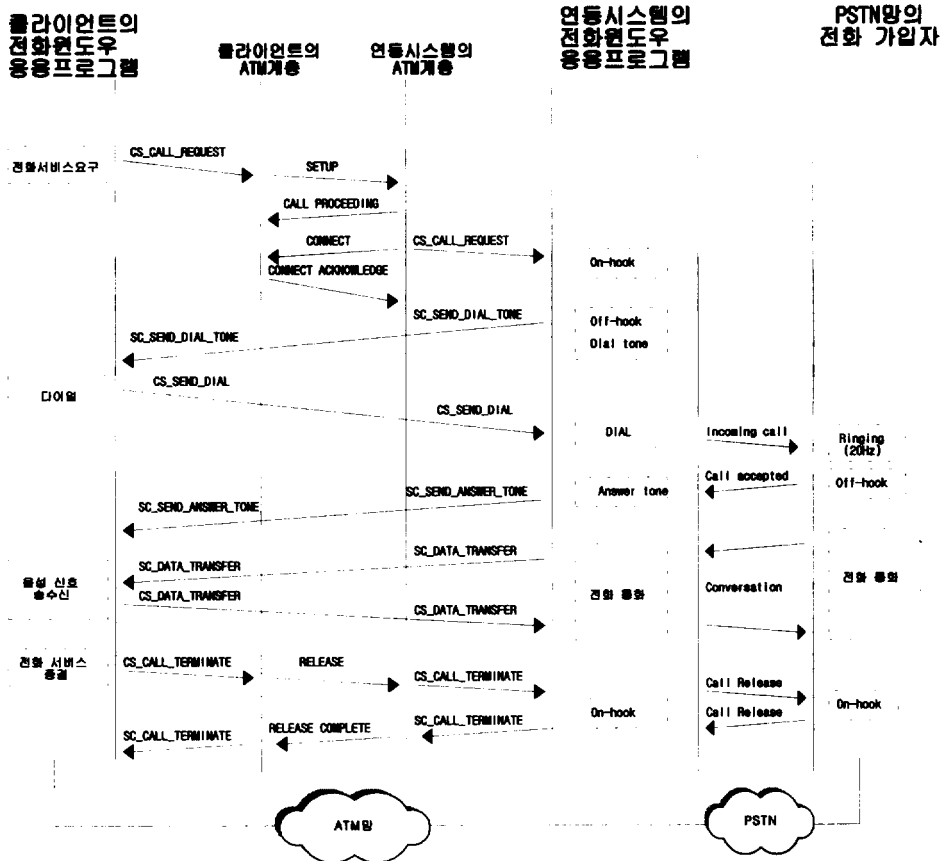 클라이언트의
전화윈도우
응용프로그램
클라이언트의
ATM계층
연동시스템의
ATM계층
연동시스템의
전화윈도우
응용프로그램
PSTN망의
전화 가입자
전화서비스요구
CS_CALL_REQUEST
SETUP
CALL PROCEEDING
CONNECT
CS_CALL_REQUEST
On-hook
CONNECT ACKNOWLEDGE
SC_SEND_DIAL_TONE
Off-hook
Dial tone
SC_SEND_DIAL_TONE
다이얼
CS_SEND_DIAL
CS_SEND_DIAL
DIAL
Incoming call
Ringing
(20Hz)
Call accepted
Off-hook
SC_SEND_ANSWER_TONE
Answer tone
SC_SEND_ANSWER_TONE
SC_DATA_TRANSFER
SC_DATA_TRANSFER
음성 신호
송수신
CS_DATA_TRANSFER
CS_DATA_TRANSFER
전화 통화
Conversation
전화 통화
전화 서비스
종결
CS_CALL_TERMINATE
RELEASE
CS_CALL_TERMINATE
Call Release
On-hook
On-hook
Call Release
SC_CALL_TERMINATE
RELEASE COMPLETE
SC_CALL_TERMINATE
ATM망
PSTN